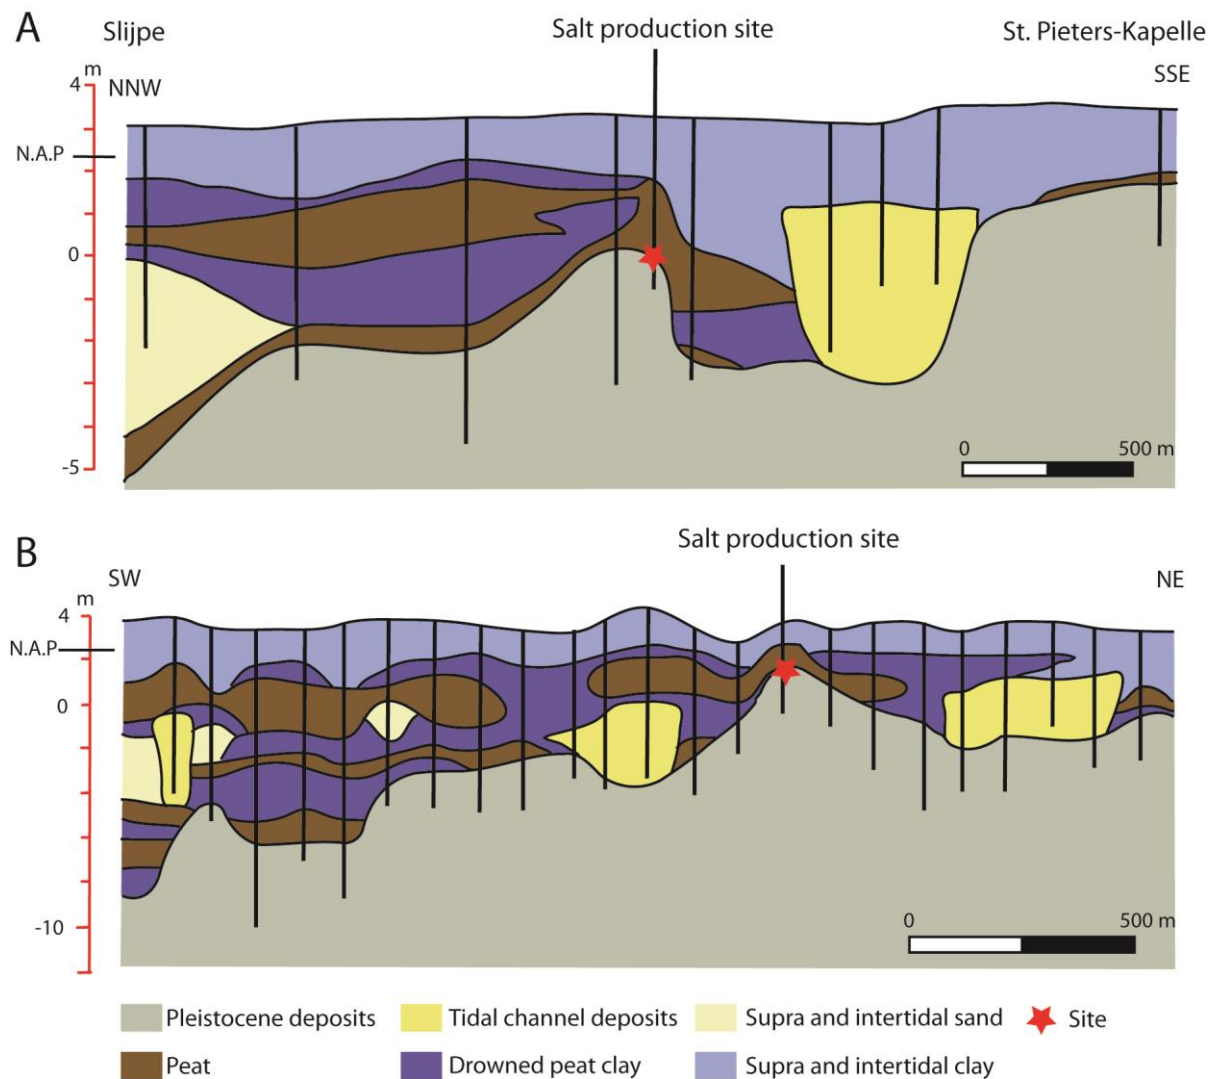 A
Slijpe
Salt production site
St. Pieters-Kapelle
m
4
NNW
SSE
N.A.P
0
-5
0 500 m
B
Salt production site
SW
NE
m
4
N.A.P
0
-10
0 500 m
Pleistocene deposits
Tidal channel deposits
Supra and intertidal sand
Site
Peat
Drowned peat clay
Supra and intertidal clay